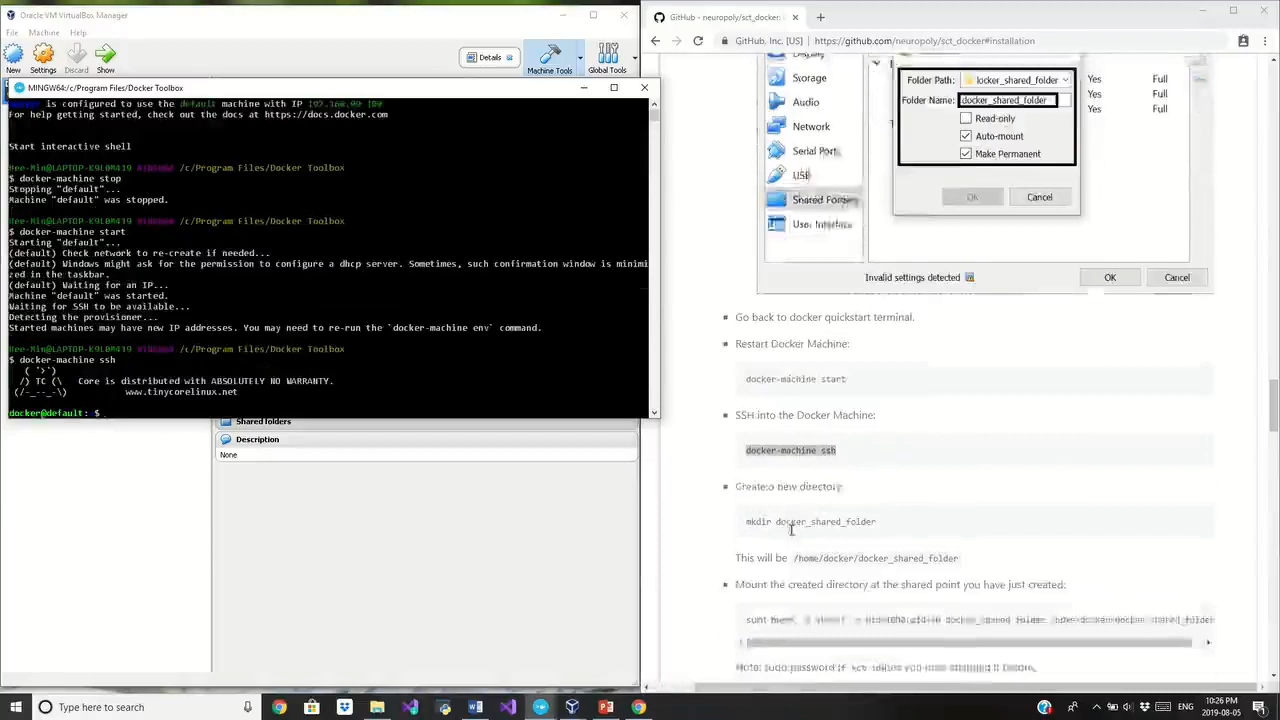 Oracle VM VirtualBox Manager
File Machine Help
New Settings Discard Show
Details
Machine Tools
Global Tools
MINGW64:/c/Program Files/Docker Toolbox
is configured to use the default machine with IP
For help getting started, check out the docs at https://docs.docker.com
Start interactive shell
/c/Program Files/Docker Toolbox
$ docker-machine stop
Stopping "default"...
Machine "default" was stopped.
/c/Program Files/Docker Toolbox
$ docker-machine start
Starting "default"...
(default) Check network to re-create if needed...
(default) Windows might ask for the permission to configure a dhcp server. Sometimes, such confirmation window is minimi
zed in the taskbar.
(default) Waiting for an IP...
Machine "default" was started.
Waiting for SSH to be available...
Detecting the provisioner...
Started machines may have new IP addresses. You may need to re-run the `docker-machine env` command.
/c/Program Files/Docker Toolbox
$ docker-machine ssh
( '>')
/) TC (\ Core is distributed with ABSOLUTELY NO WARRANTY.
(/-_--_-\) www.tinycorelinux.net
docker@default: $
Shared folders
Description
None
GitHub - neuropoly/sct_docker:
GitHub, Inc. [US] | https://github.com/neuropoly/sct_docker#installation
Display
Storage
Audio
Network
Serial Ports
USB
Shared Folders
User Interface
Folder Path: locker_shared_folder
Folder Name: docker_shared_folder
Read-only
Auto-mount
Make Permanent
Ok Cancel
Yes Full
Yes Full
Yes Full
Invalid settings detected
OK Cancel
Go back to docker quickstart terminal.
Restart Docker Machine:
docker-machine start
SSH into the Docker Machine:
docker-machine ssh
Create a new directory:
mkdir docker_shared_folder
This will be /home/docker/docker_shared_folder
Mount the created directory at the shared point you have just created:
Type here to search
ENG
10:26 PM
2019-08-05